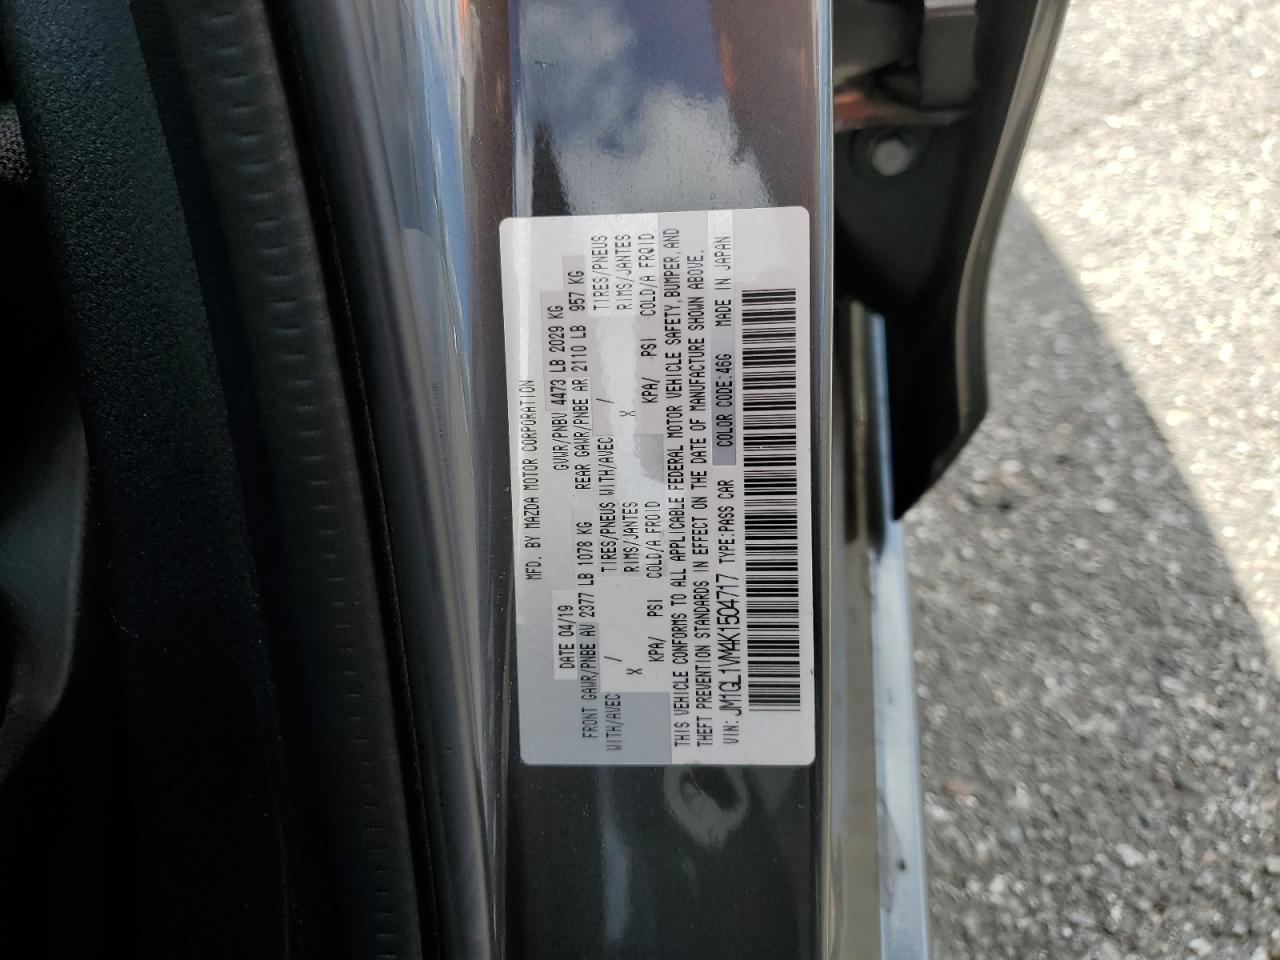 MFD. BY MAZDA MOTOR CORPORATION
DATE 04/19 GVWR/PNBV 4473 LB 2029 KG
FRONT GAWR/PNBE AV 2377 LB 1078 KG REAR GAWR/PNBE AR 2110 LB 957 KG
WITH/AVEC / TIRES/PNEUS WITH/AVEC / TIRES/PNEUS
X RIMS/JANTES X RIMS/JANTES
KPA/ PSI COLD/A FROID KPA/ PSI COLD/A FROID
THIS VEHICLE CONFORMS TO ALL APPLICABLE FEDERAL MOTOR VEHICLE SAFETY, BUMPER, AND
THEFT PREVENTION STANDARDS IN EFFECT ON THE DATE OF MANUFACTURE SHOWN ABOVE.
VIN: JM1GL1VM4K1504717 TYPE:PASS CAR COLOR CODE:46G MADE IN JAPAN